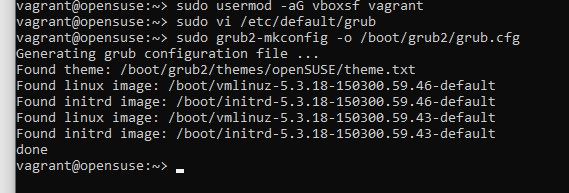 vagrant@opensuse:~> sudo usermod -aG vboxsf vagrant
vagrant@opensuse:~> sudo vi /etc/default/grub
vagrant@opensuse:~> sudo grub2-mkconfig -o /boot/grub2/grub.cfg
Generating grub configuration file ...
Found theme: /boot/grub2/themes/openSUSE/theme.txt
Found linux image: /boot/vmlinuz-5.3.18-150300.59.46-default
Found initrd image: /boot/initrd-5.3.18-150300.59.46-default
Found linux image: /boot/vmlinuz-5.3.18-150300.59.43-default
Found initrd image: /boot/initrd-5.3.18-150300.59.43-default
done
vagrant@opensuse:~>